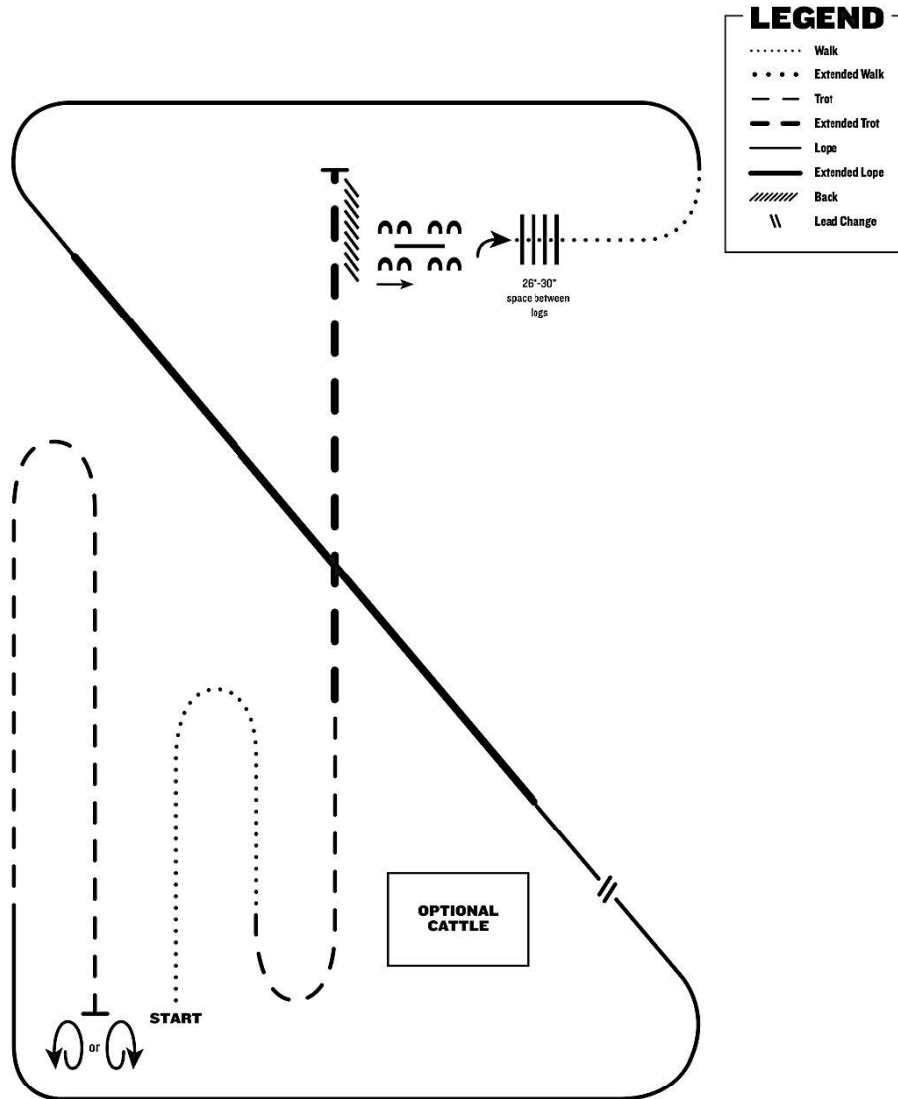 LEGEND
Walk
Extended Walk
Trot
Extended Trot
Lope
Extended Lope
Back
Lead Change
26"-30"
space between
logs
OPTIONAL
CATTLE
START
or